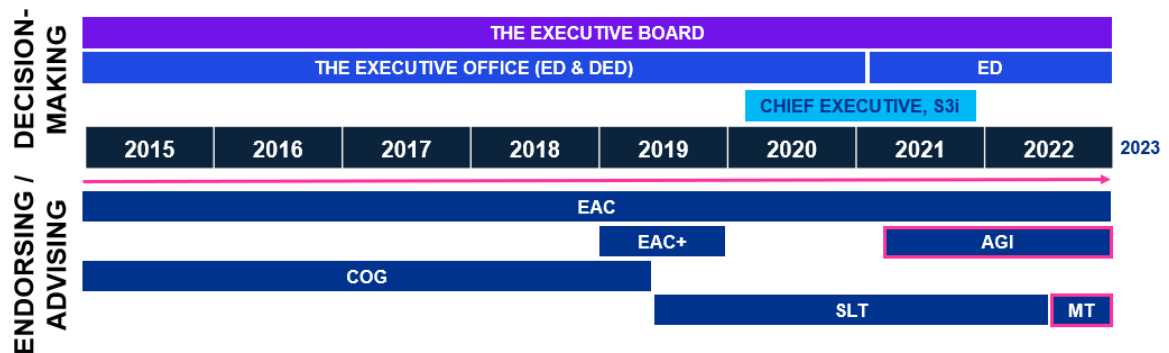 DECISION-
MAKING
THE EXECUTIVE BOARD
THE EXECUTIVE OFFICE (ED & DED)
ED
CHIEF EXECUTIVE, S3i
2015
2016
2017
2018
2019
2020
2021
2022
2023
ENDORSING /
ADVISING
EAC
EAC+
AGI
COG
SLT
MT